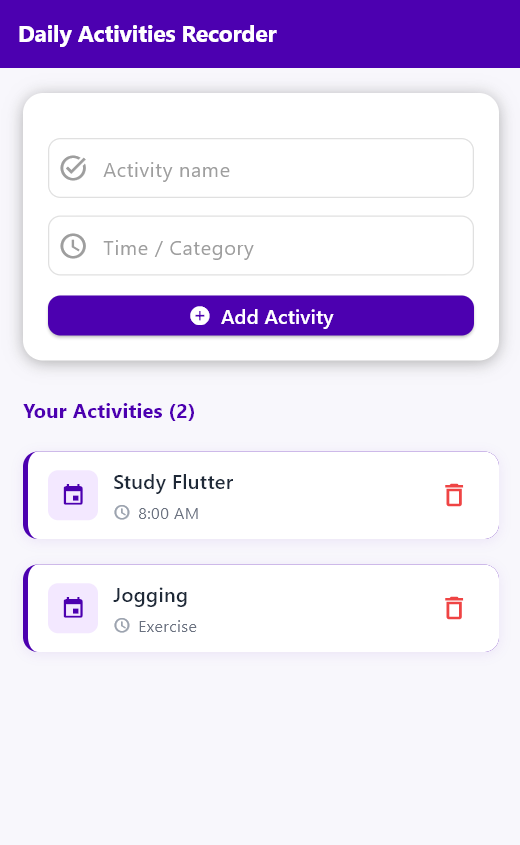 Daily Activities Recorder
Activity name
Time / Category
Add Activity
Your Activities (2)
Study Flutter
8:00 AM
Jogging
Exercise